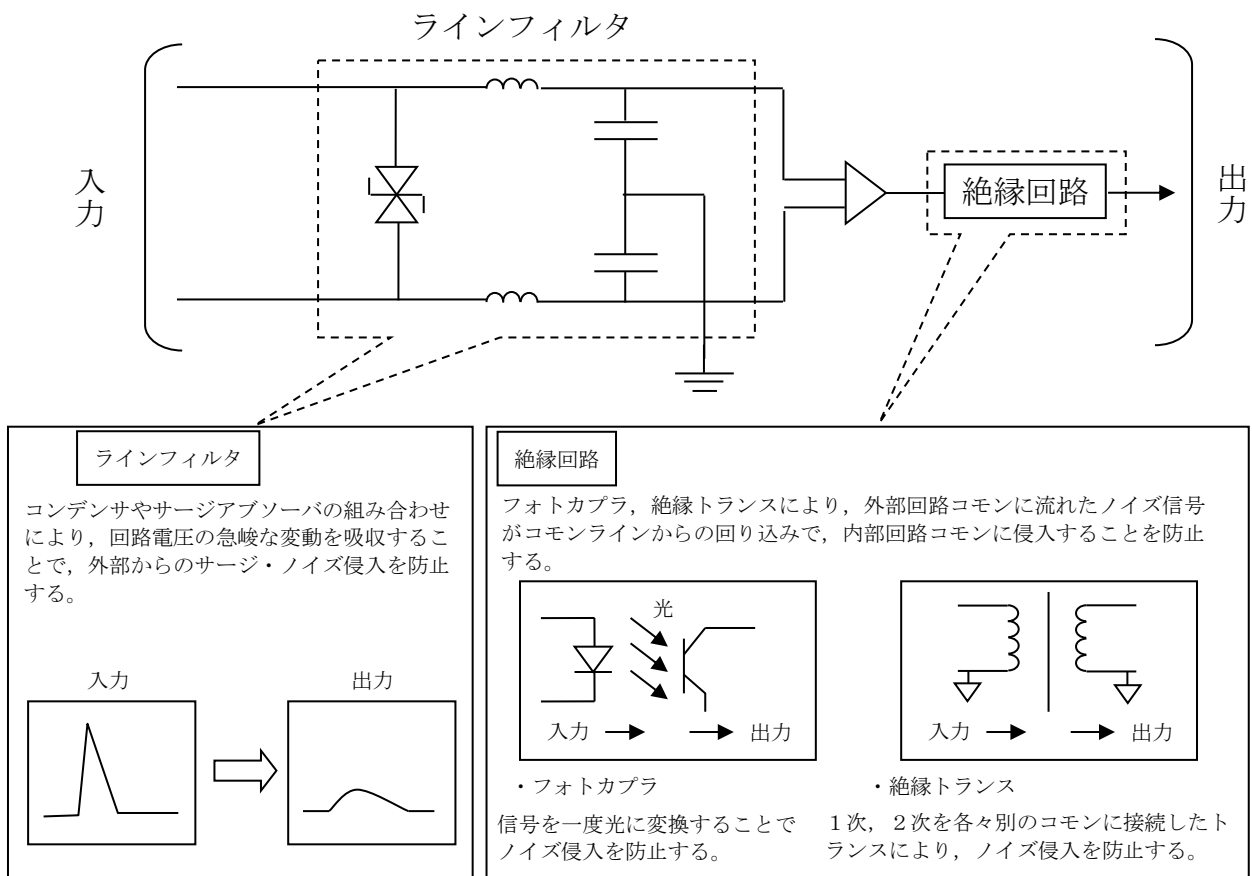 ラインフィルタ
入力
絶縁回路
出力
ラインフィルタ
コンデンサやサージアブソーバの組み合わせ
により，回路電圧の急峻な変動を吸収するこ
とで，外部からのサージ・ノイズ侵入を防止
する。
入力
出力
絶縁回路
フォトカプラ，絶縁トランスにより，外部回路コモンに流れたノイズ信号
がコモンラインからの回り込みで，内部回路コモンに侵入することを防止
する。
光
入力
出力
・フォトカプラ
信号を一度光に変換することで
ノイズ侵入を防止する。
入力
出力
・絶縁トランス
１次，２次を各々別のコモンに接続したト
ランスにより，ノイズ侵入を防止する。